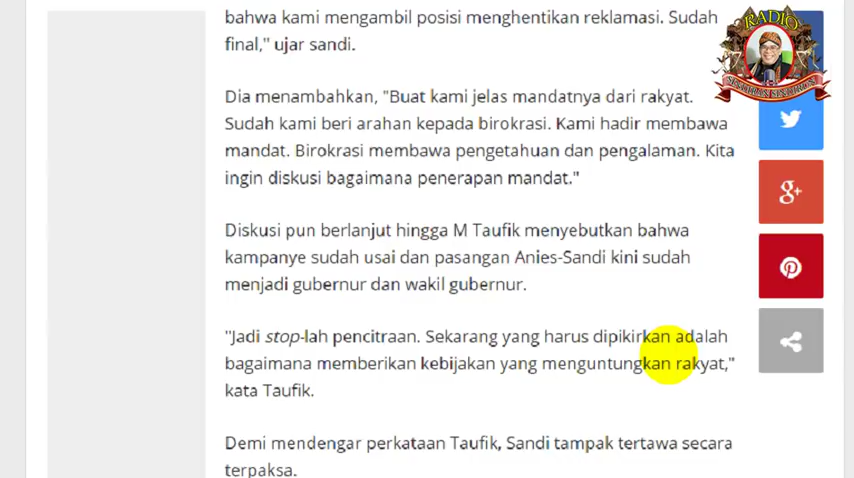 bahwa kami mengambil posisi menghentikan reklamasi. Sudah
final," ujar sandi.
RADIO
Dia menambahkan, "Buat kami jelas mandatnya dari rakyat.
Sudah kami beri arahan kepada birokrasi. Kami hadir membawa
mandat. Birokrasi membawa pengetahuan dan pengalaman. Kita
ingin diskusi bagaimana penerapan mandat."
Diskusi pun berlanjut hingga M Taufik menyebutkan bahwa
kampanye sudah usai dan pasangan Anies-Sandi kini sudah
menjadi gubernur dan wakil gubernur.
"Jadi stop-lah pencitraan. Sekarang yang harus dipikirkan adalah
bagaimana memberikan kebijakan yang menguntungkan rakyat,"
kata Taufik.
Demi mendengar perkataan Taufik, Sandi tampak tertawa secara
terpaksa.